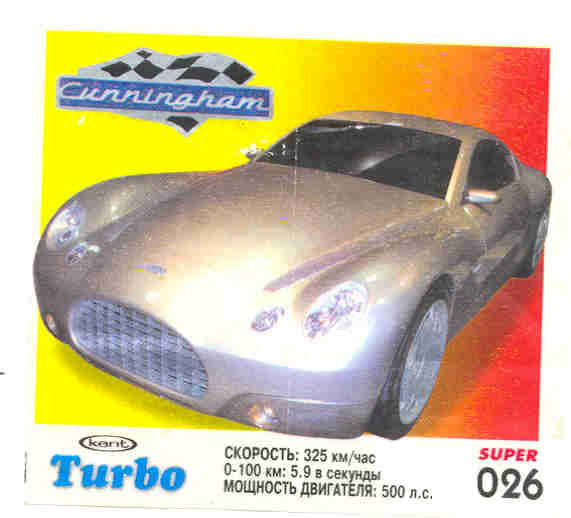 Cunningham
kent
Turbo
СКОРОСТЬ: 325 км/час
0-100 км: 5.9 в секунды
МОЩНОСТЬ ДВИГАТЕЛЯ: 500 л.с.
SUPER
026